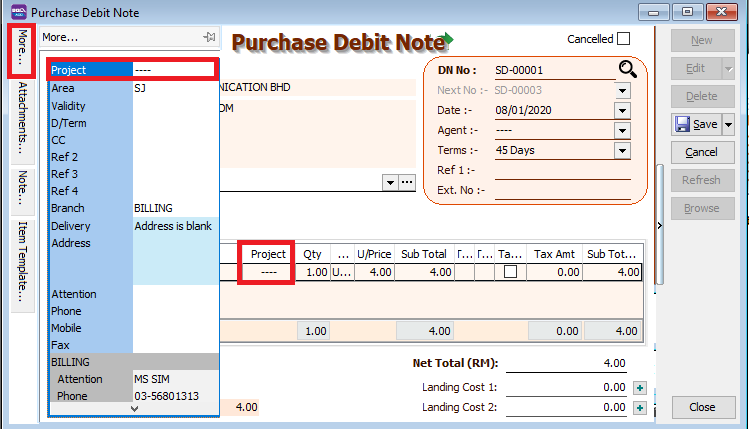 Purchase Debit Note
More...
Attachments...
Note...
Item Template...
More...
Project ----
Area SJ
Validity
D/Term
CC
Ref 2
Ref 3
Ref 4
Branch BILLING
Delivery Address is blank
Address
Attention
Phone
Mobile
Fax
BILLING
Attention MS SIM
Phone 03-56801313
Purchase Debit Note
Cancelled
NICATION BHD
OM
DN No : SD-00001
Next No :- SD-00003
Date :- 08/01/2020
Agent :- ----
Terms :- 45 Days
Ref 1 :-
Ext. No :-
Project Qty ... U/Price Sub Total T... T... Ta... Tax Amt Sub Tot...
---- 1.00 U... 4.00 4.00 0.00 4.00
1.00 4.00 0.00 4.00
Net Total (RM): 4.00
Landing Cost 1: 0.00
4.00 Landing Cost 2: 0.00
New
Edit
Delete
Save
Cancel
Refresh
Browse
Close